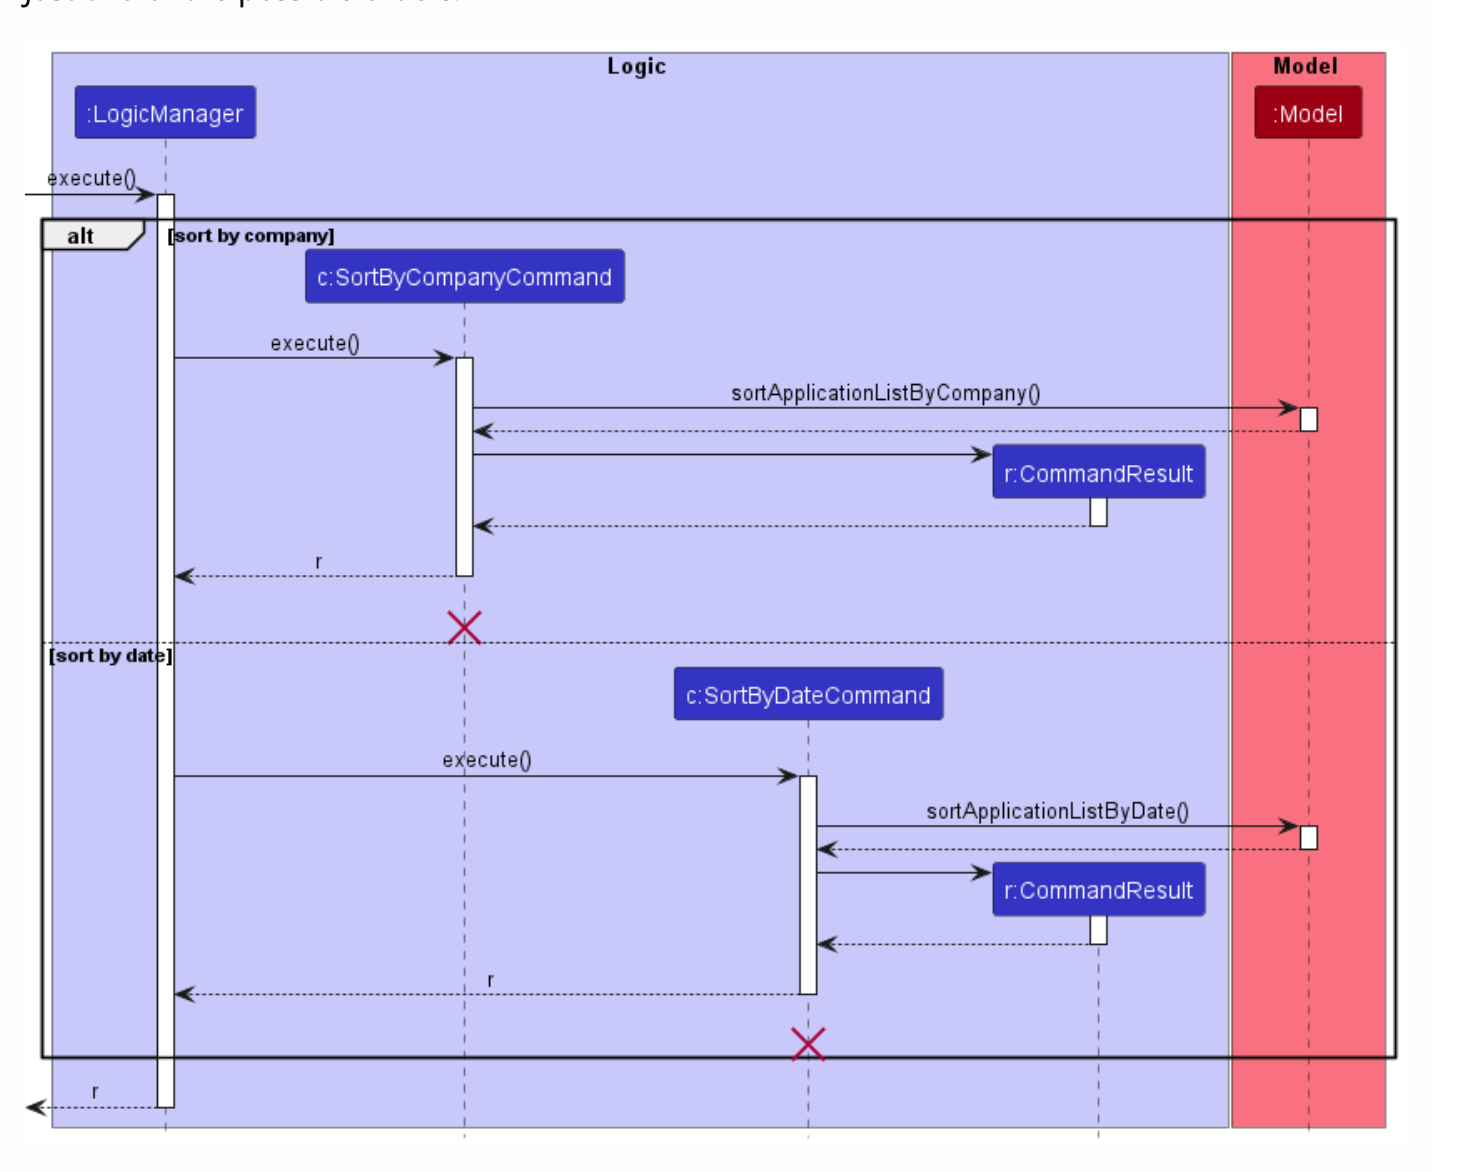 Logic
Model
:LogicManager
:Model
execute()
alt
[sort by company]
c:SortByCompanyCommand
execute()
sortApplicationListByCompany()
r:CommandResult
r
[sort by date]
c:SortByDateCommand
execute()
sortApplicationListByDate()
r:CommandResult
r
r